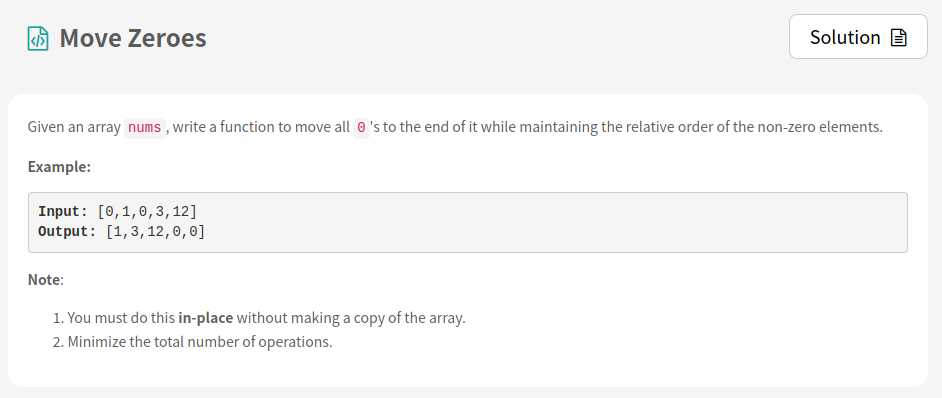 Move Zeroes
Solution
Given an array nums, write a function to move all 0's to the end of it while maintaining the relative order of the non-zero elements.
Example:
Input: [0,1,0,3,12]
Output: [1,3,12,0,0]
Note:
1. You must do this in-place without making a copy of the array.
2. Minimize the total number of operations.